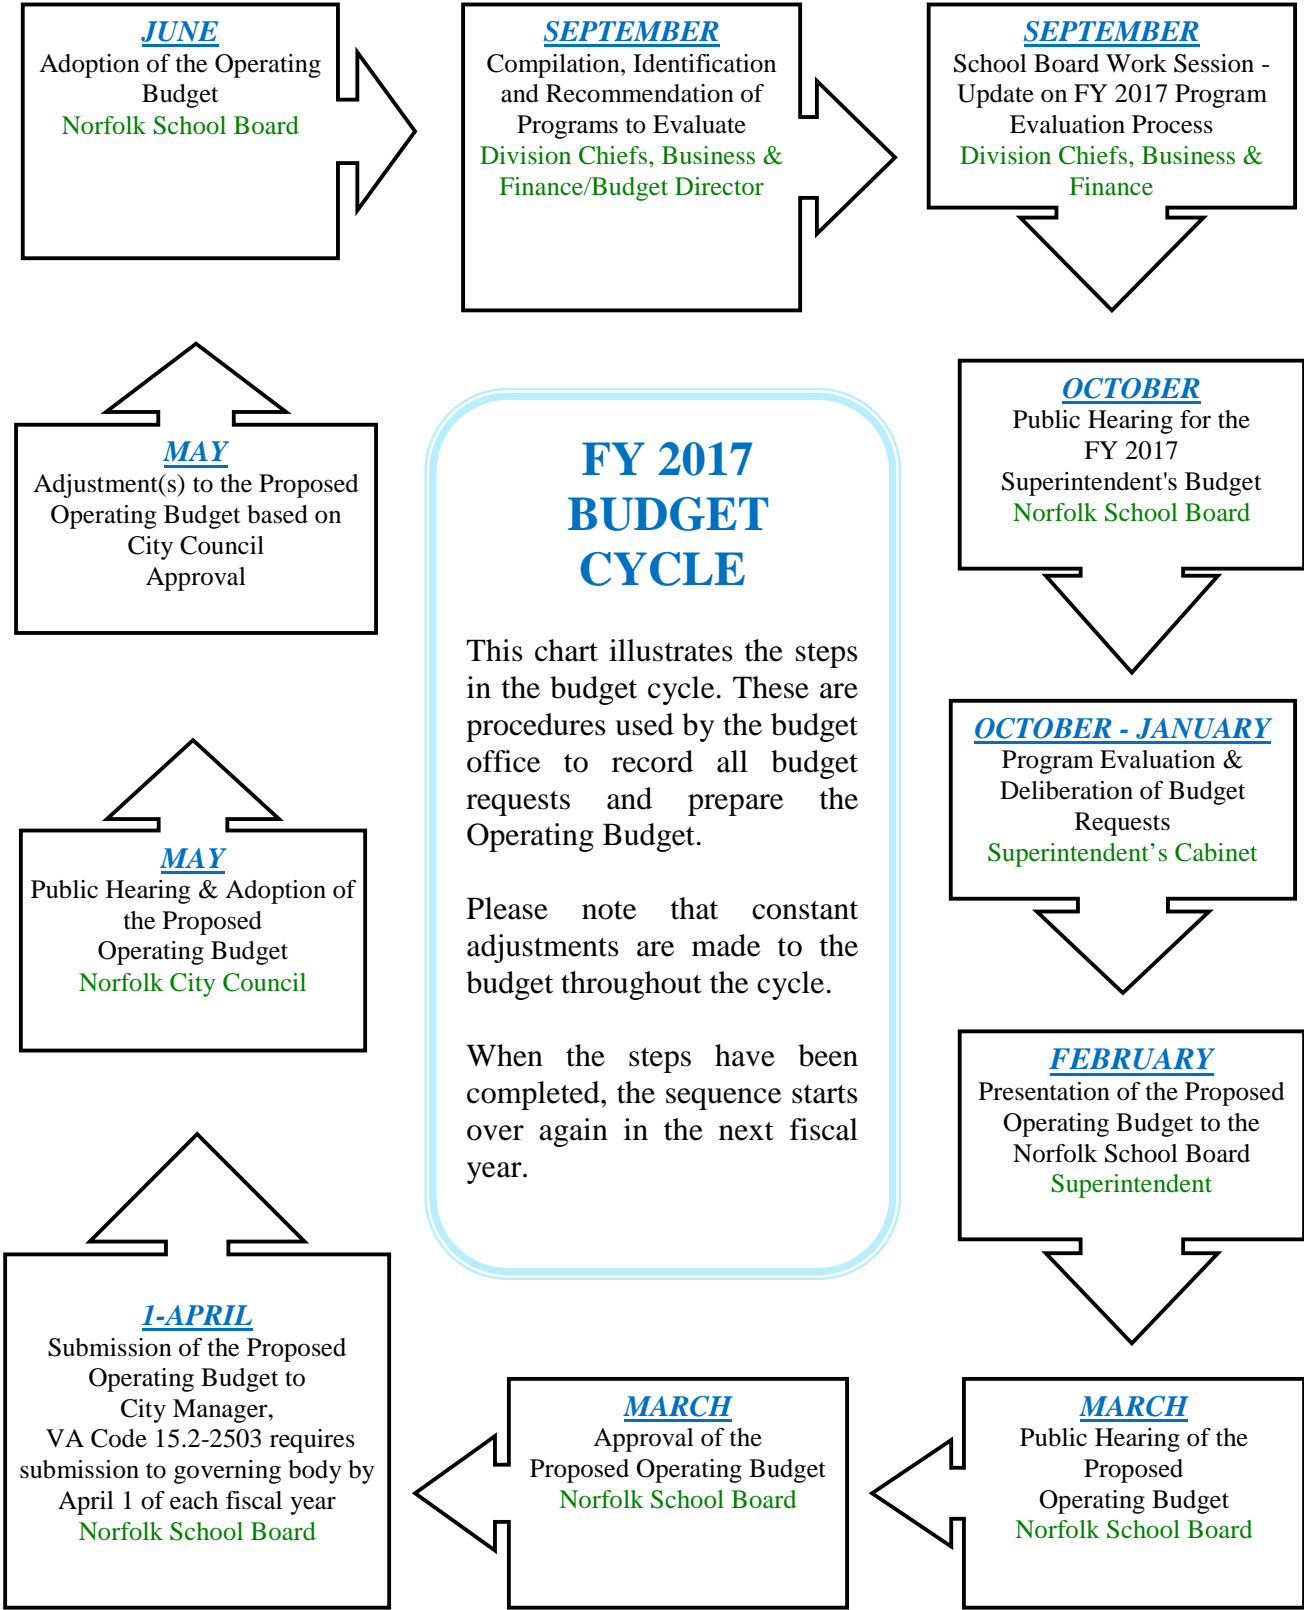 JUNE
Adoption of the Operating
Budget
Norfolk School Board
SEPTEMBER
Compilation, Identification
and Recommendation of
Programs to Evaluate
Division Chiefs, Business &
Finance/Budget Director
SEPTEMBER
School Board Work Session -
Update on FY 2017 Program
Evaluation Process
Division Chiefs, Business &
Finance
OCTOBER
Public Hearing for the
FY 2017
Superintendent's Budget
Norfolk School Board
OCTOBER - JANUARY
Program Evaluation &
Deliberation of Budget
Requests
Superintendent’s Cabinet
FEBRUARY
Presentation of the Proposed
Operating Budget to the
Norfolk School Board
Superintendent
MARCH
Public Hearing of the
Proposed
Operating Budget
Norfolk School Board
MARCH
Approval of the
Proposed Operating Budget
Norfolk School Board
1-APRIL
Submission of the Proposed
Operating Budget to
City Manager,
VA Code 15.2-2503 requires
submission to governing body by
April 1 of each fiscal year
Norfolk School Board
MAY
Public Hearing & Adoption of
the Proposed
Operating Budget
Norfolk City Council
MAY
Adjustment(s) to the Proposed
Operating Budget based on
City Council
Approval
FY 2017
BUDGET
CYCLE
This chart illustrates the steps
in the budget cycle. These are
procedures used by the budget
office to record all budget
requests and prepare the
Operating Budget.
Please note that constant
adjustments are made to the
budget throughout the cycle.
When the steps have been
completed, the sequence starts
over again in the next fiscal
year.